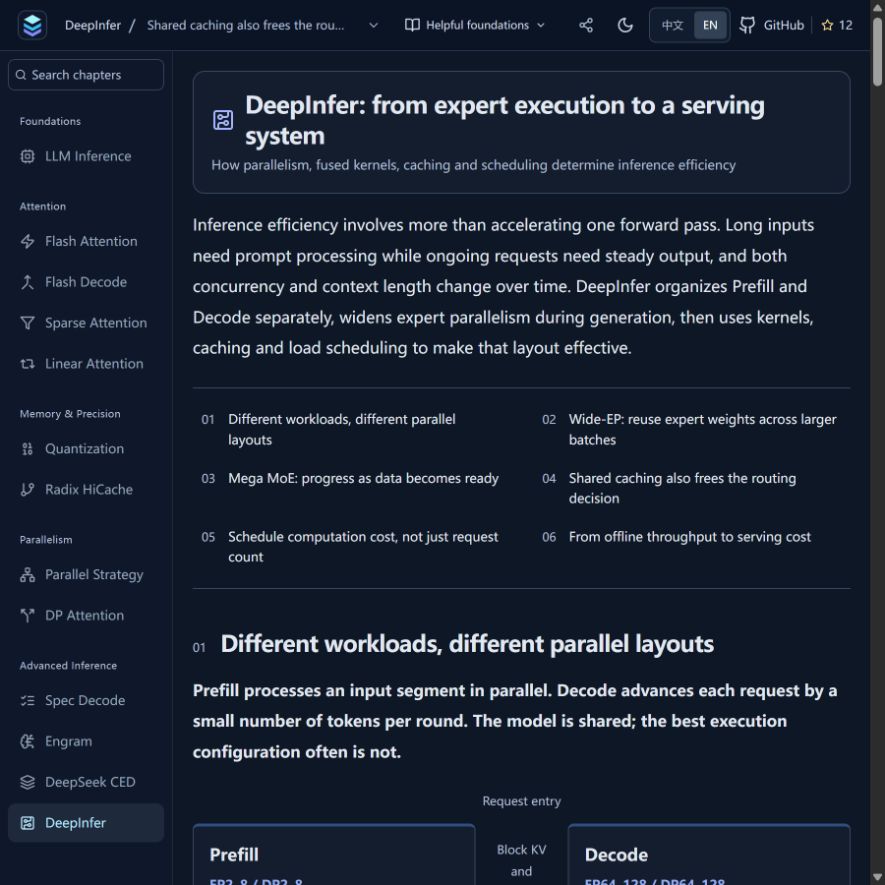 DeepInfer / Shared caching also frees the rou...
Helpful foundations
中文 EN
GitHub
12
Search chapters
Foundations
LLM Inference
Attention
Flash Attention
Flash Decode
Sparse Attention
Linear Attention
Memory & Precision
Quantization
Radix HiCache
Parallelism
Parallel Strategy
DP Attention
Advanced Inference
Spec Decode
Engram
DeepSeek CED
DeepInfer
DeepInfer: from expert execution to a serving
system
How parallelism, fused kernels, caching and scheduling determine inference efficiency
Inference efficiency involves more than accelerating one forward pass. Long inputs
need prompt processing while ongoing requests need steady output, and both
concurrency and context length change over time. DeepInfer organizes Prefill and
Decode separately, widens expert parallelism during generation, then uses kernels,
caching and load scheduling to make that layout effective.
01 Different workloads, different parallel
layouts
02 Wide-EP: reuse expert weights across larger
batches
03 Mega MoE: progress as data becomes ready
04 Shared caching also frees the routing
decision
05 Schedule computation cost, not just request
count
06 From offline throughput to serving cost
01 Different workloads, different parallel layouts
Prefill processes an input segment in parallel. Decode advances each request by a
small number of tokens per round. The model is shared; the best execution
configuration often is not.
Request entry
Prefill
Block KV
and
Decode